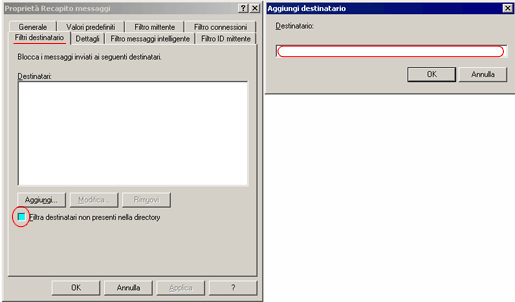 Proprietà Recapito messaggi
Generale Valori predefiniti Filtro mittente Filtro connessioni
Filtri destinatario Dettagli Filtro messaggi intelligente Filtro ID mittente
Blocca i messaggi inviati ai seguenti destinatari.
Destinatari:
Aggiungi... Modifica... Rimuovi
Filtra destinatari non presenti nella directory
OK Annulla Applica ?
Aggiungi destinatario
Destinatario:
OK Annulla